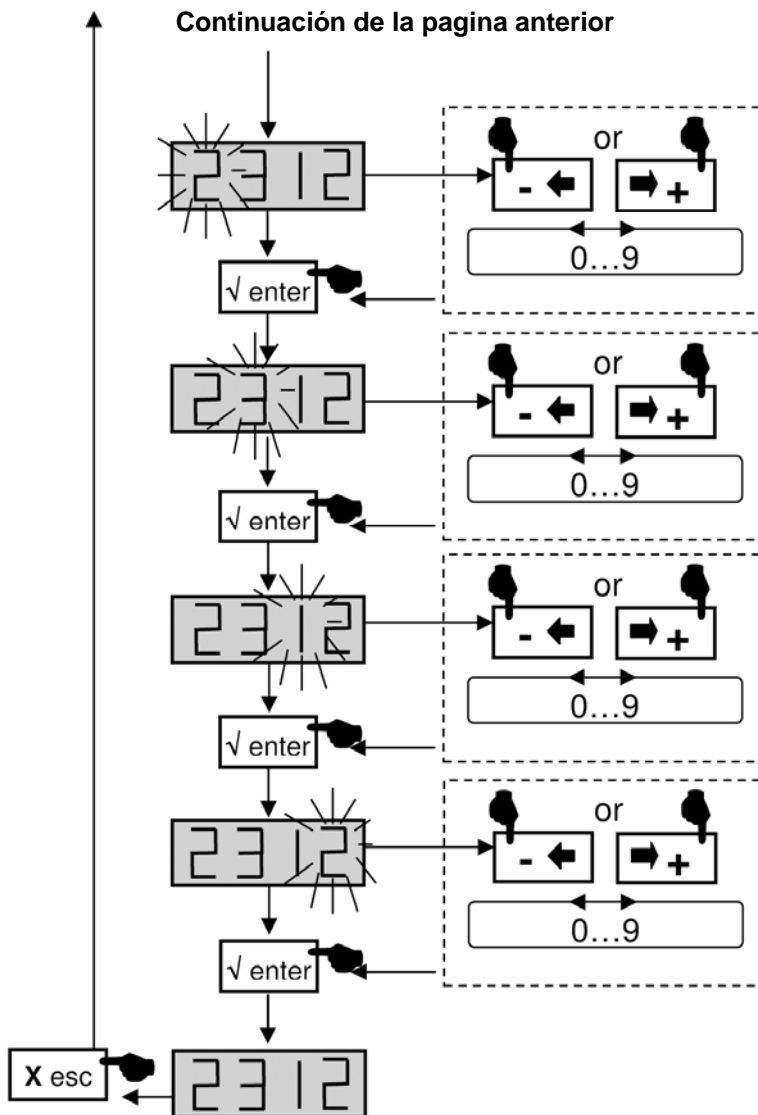 Continuación de la pagina anterior
2312
or
- +
0...9
√ enter
2312
or
- +
0...9
√ enter
2312
or
- +
0...9
√ enter
2312
or
- +
0...9
√ enter
X esc
2312